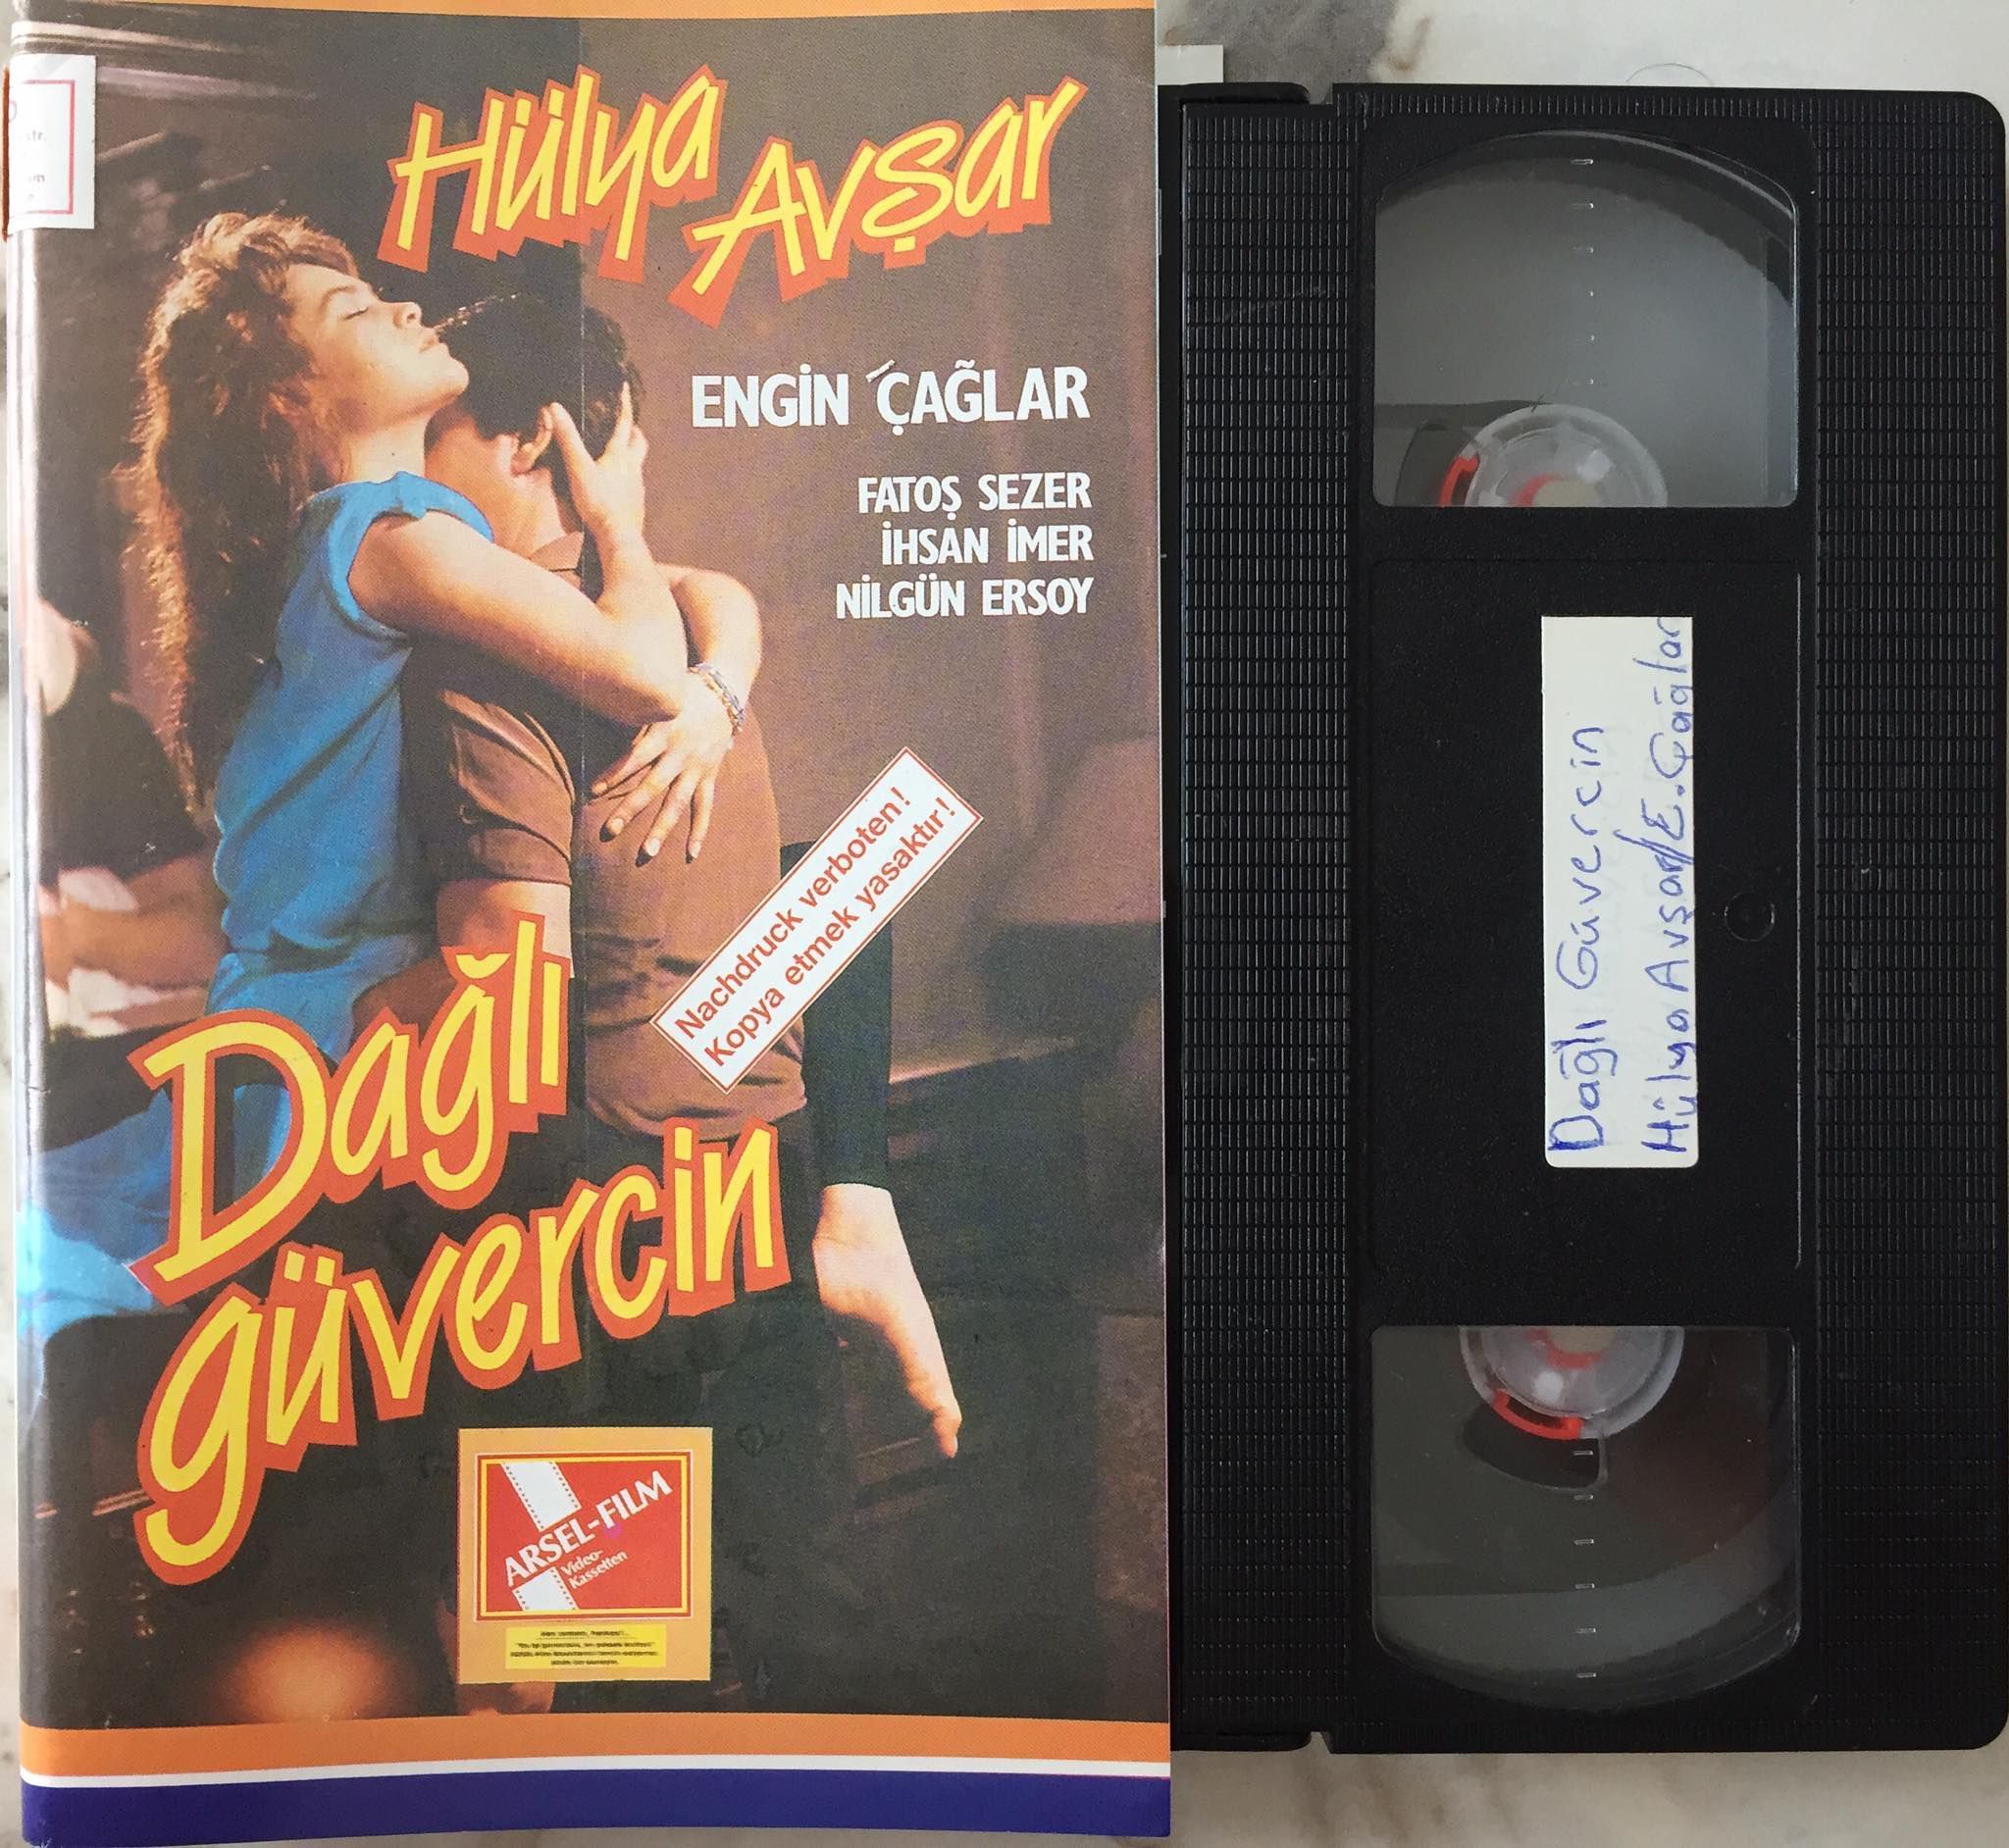 Hülya
Avşar
ENGİN ÇAĞLAR
FATOŞ SEZER
İHSAN İMER
NİLGÜN ERSOY
Nachdruck verboten!
Kopya etmek yasaktır!
Dağlı
güvercin
ARSEL-FILM
Video-
Kassetten
Dağlı Güvercin
Hülya Avşar/E.Çağlar